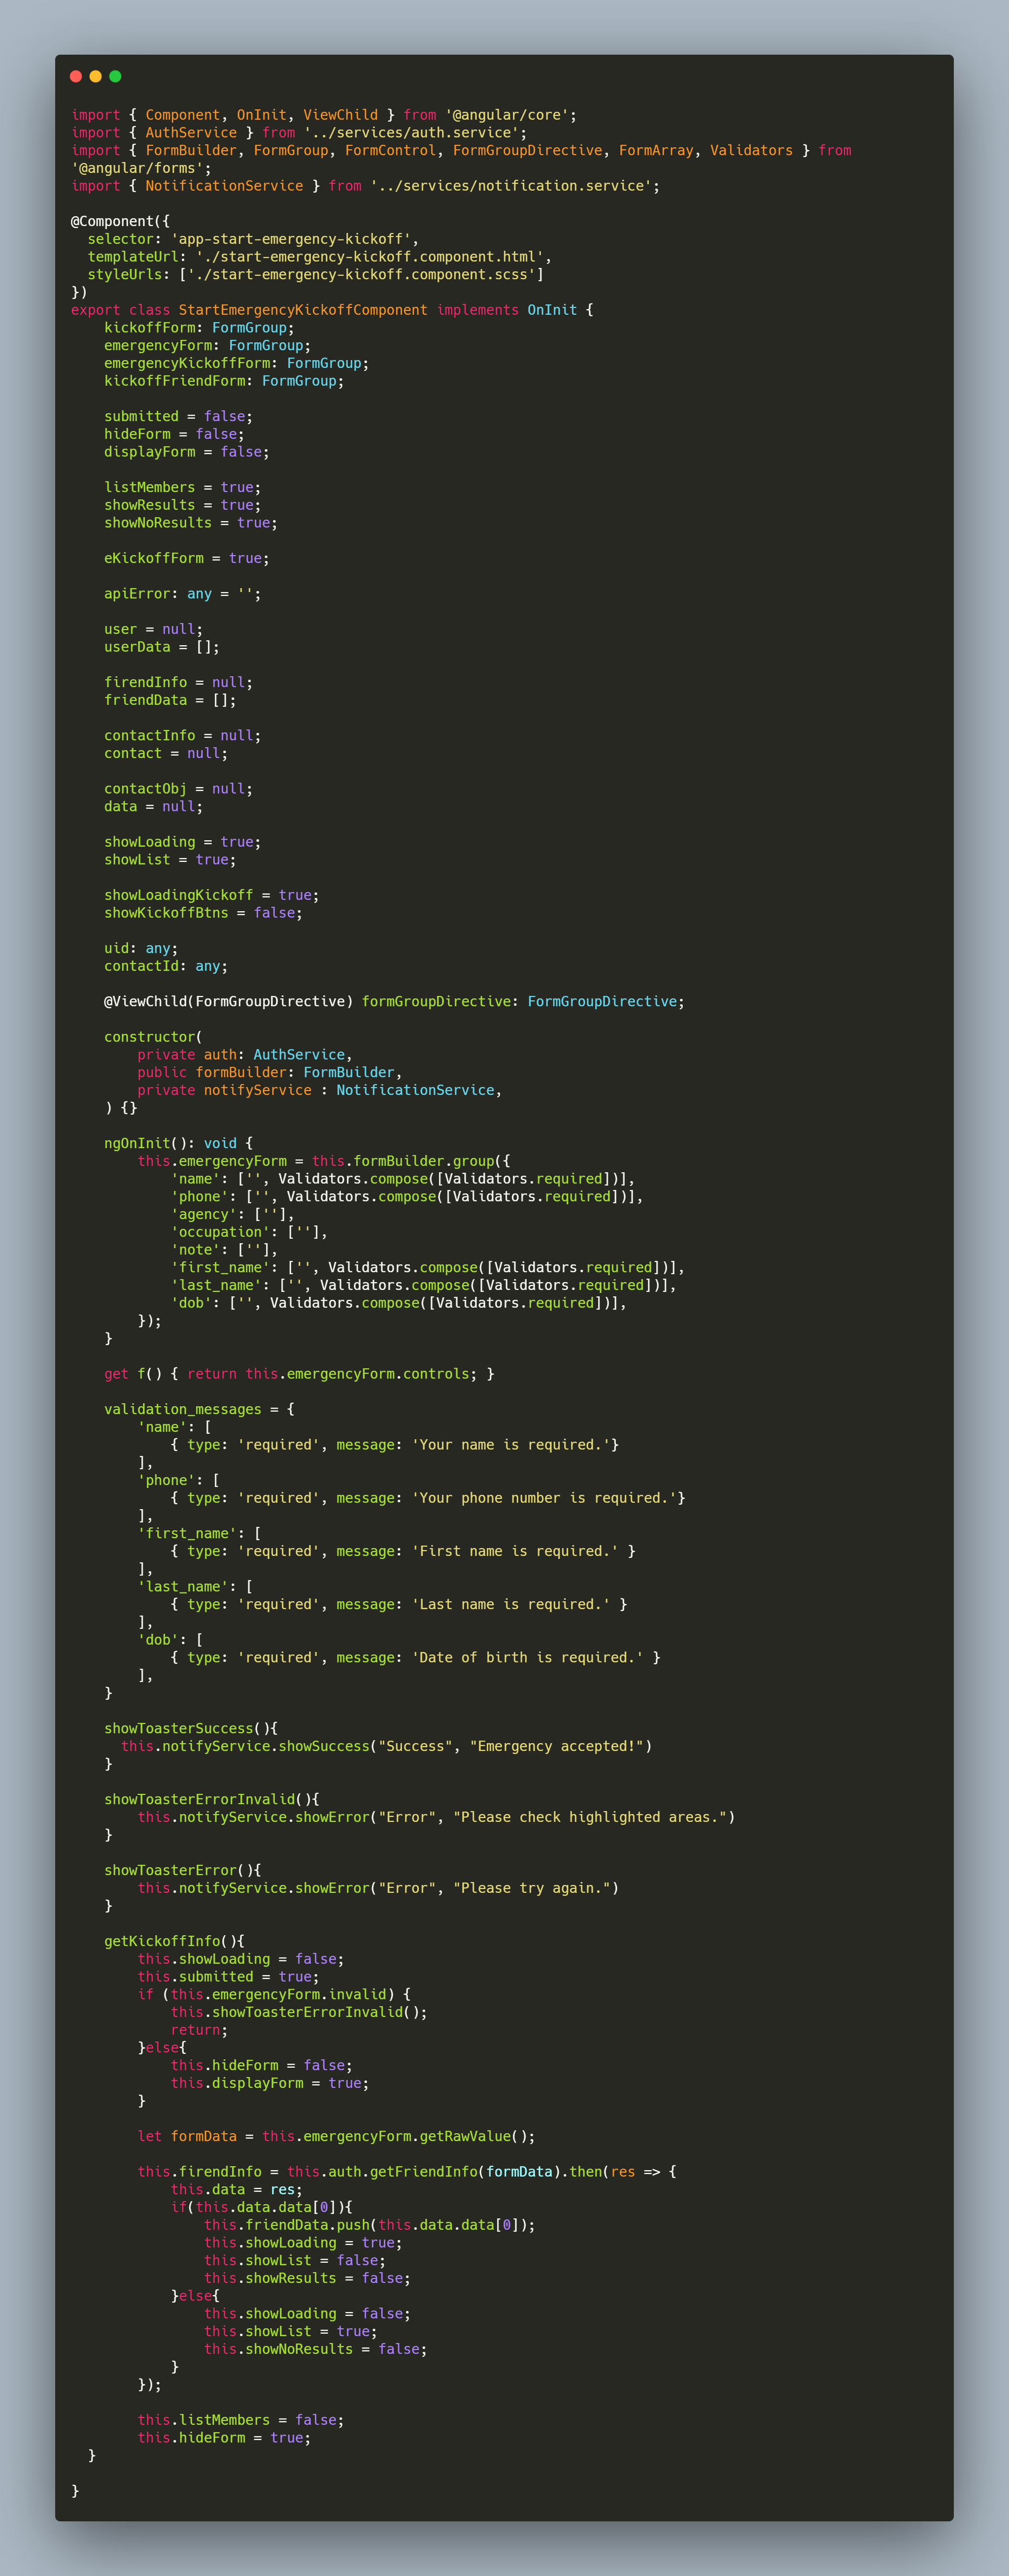 import { Component, OnInit, ViewChild } from '@angular/core';
import { AuthService } from '../services/auth.service';
import { FormBuilder, FormGroup, FormControl, FormGroupDirective, FormArray, Validators } from
'@angular/forms';
import { NotificationService } from '../services/notification.service';

@Component({
  selector: 'app-start-emergency-kickoff',
  templateUrl: './start-emergency-kickoff.component.html',
  styleUrls: ['./start-emergency-kickoff.component.scss']
})
export class StartEmergencyKickoffComponent implements OnInit {
    kickoffForm: FormGroup;
    emergencyForm: FormGroup;
    emergencyKickoffForm: FormGroup;
    kickoffFriendForm: FormGroup;

    submitted = false;
    hideForm = false;
    displayForm = false;

    listMembers = true;
    showResults = true;
    showNoResults = true;

    eKickoffForm = true;

    apiError: any = '';

    user = null;
    userData = [];

    firendInfo = null;
    friendData = [];

    contactInfo = null;
    contact = null;

    contactObj = null;
    data = null;

    showLoading = true;
    showList = true;

    showLoadingKickoff = true;
    showKickoffBtns = false;

    uid: any;
    contactId: any;

    @ViewChild(FormGroupDirective) formGroupDirective: FormGroupDirective;

    constructor(
        private auth: AuthService,
        public formBuilder: FormBuilder,
        private notifyService : NotificationService,
    ) {}

    ngOnInit(): void {
        this.emergencyForm = this.formBuilder.group({
            'name': ['', Validators.compose([Validators.required])],
            'phone': ['', Validators.compose([Validators.required])],
            'agency': [''],
            'occupation': [''],
            'note': [''],
            'first_name': ['', Validators.compose([Validators.required])],
            'last_name': ['', Validators.compose([Validators.required])],
            'dob': ['', Validators.compose([Validators.required])],
        });
    }

    get f() { return this.emergencyForm.controls; }

    validation_messages = {
        'name': [
            { type: 'required', message: 'Your name is required.'}
        ],
        'phone': [
            { type: 'required', message: 'Your phone number is required.'}
        ],
        'first_name': [
            { type: 'required', message: 'First name is required.' }
        ],
        'last_name': [
            { type: 'required', message: 'Last name is required.' }
        ],
        'dob': [
            { type: 'required', message: 'Date of birth is required.' }
        ],
    }

    showToasterSuccess(){
      this.notifyService.showSuccess("Success", "Emergency accepted!")
    }

    showToasterErrorInvalid(){
        this.notifyService.showError("Error", "Please check highlighted areas.")
    }

    showToasterError(){
        this.notifyService.showError("Error", "Please try again.")
    }

    getKickoffInfo(){
        this.showLoading = false;
        this.submitted = true;
        if (this.emergencyForm.invalid) {
            this.showToasterErrorInvalid();
            return;
        }else{
            this.hideForm = false;
            this.displayForm = true;
        }

        let formData = this.emergencyForm.getRawValue();

        this.firendInfo = this.auth.getFriendInfo(formData).then(res => {
            this.data = res;
            if(this.data.data[0]){
                this.friendData.push(this.data.data[0]);
                this.showLoading = true;
                this.showList = false;
                this.showResults = false;
            }else{
                this.showLoading = false;
                this.showList = true;
                this.showNoResults = false;
            }
        });

        this.listMembers = false;
        this.hideForm = true;
  }

}